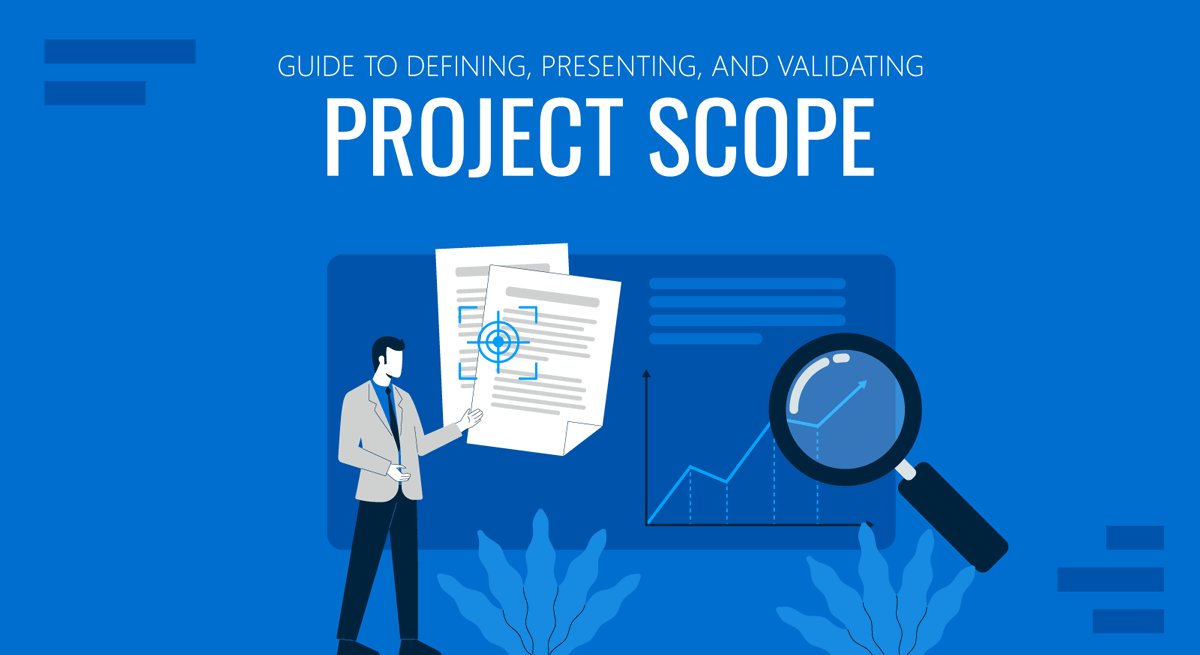 GUIDE TO DEFINING, PRESENTING, AND VALIDATING
PROJECT SCOPE